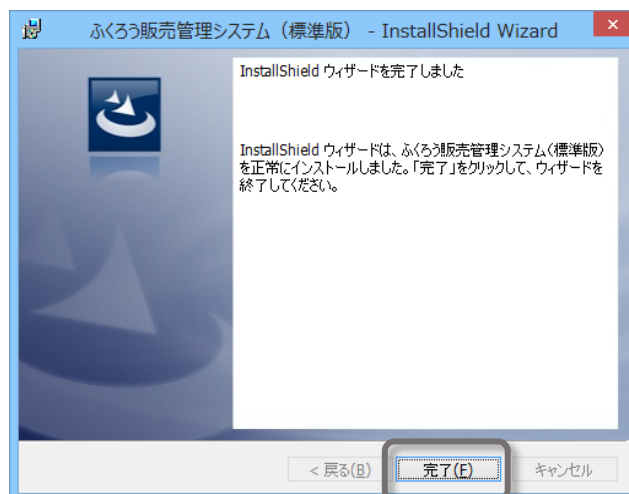 ふくろう販売管理システム（標準版） - InstallShield Wizard
InstallShield ウィザードを完了しました
InstallShield ウィザードは、ふくろう販売管理システム(標準版)
を正常にインストールしました。「完了」をクリックして、ウィザードを
終了してください。
< 戻る(B) 完了(F) キャンセル